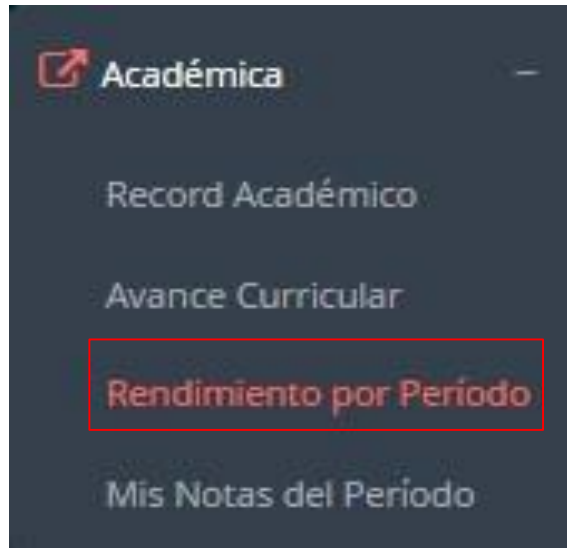 Académica
Record Académico
Avance Curricular
Rendimiento por Período
Mis Notas del Período